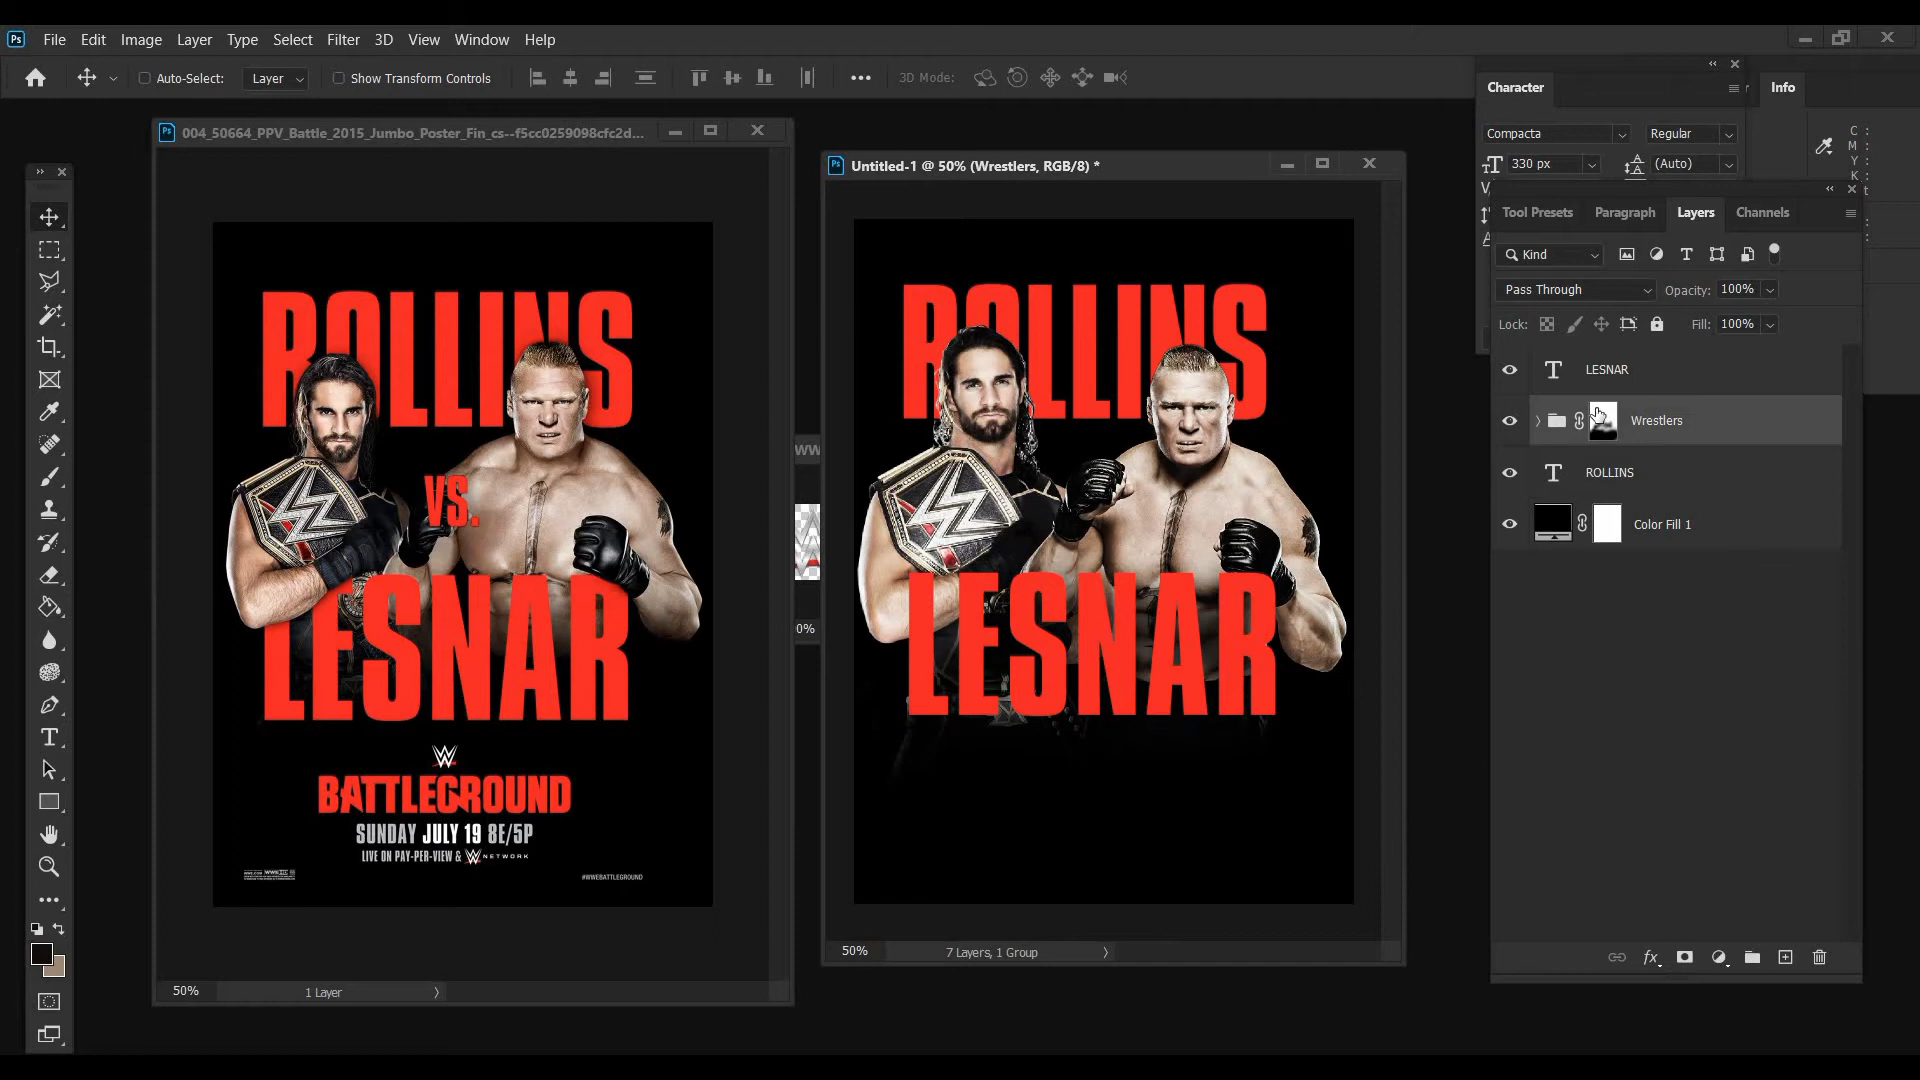 Ps File Edit Image Layer Type Select Filter 3D View Window Help
Auto-Select: Layer Show Transform Controls 3D Mode:
Character
Info
Compacta Regular
330 px (Auto)
C :
M :
Y :
K :
Tool Presets Paragraph Layers Channels
Kind
Pass Through Opacity: 100%
Lock: Fill: 100%
LESNAR
Wrestlers
ROLLINS
Color Fill 1
Ps 004_50664_PPV_Battle_2015_Jumbo_Poster_Fin_cs--f5cc0259098cfc2d...
ROLLINS
VS.
LESNAR
W
BATTLEGROUND
SUNDAY JULY 19 8E/5P
LIVE ON PAY-PER-VIEW & W NETWORK
#WWEBATTLEGROUND
50% 1 Layer
WW
0%
Ps Untitled-1 @ 50% (Wrestlers, RGB/8) *
ROLLINS
LESNAR
50% 7 Layers, 1 Group